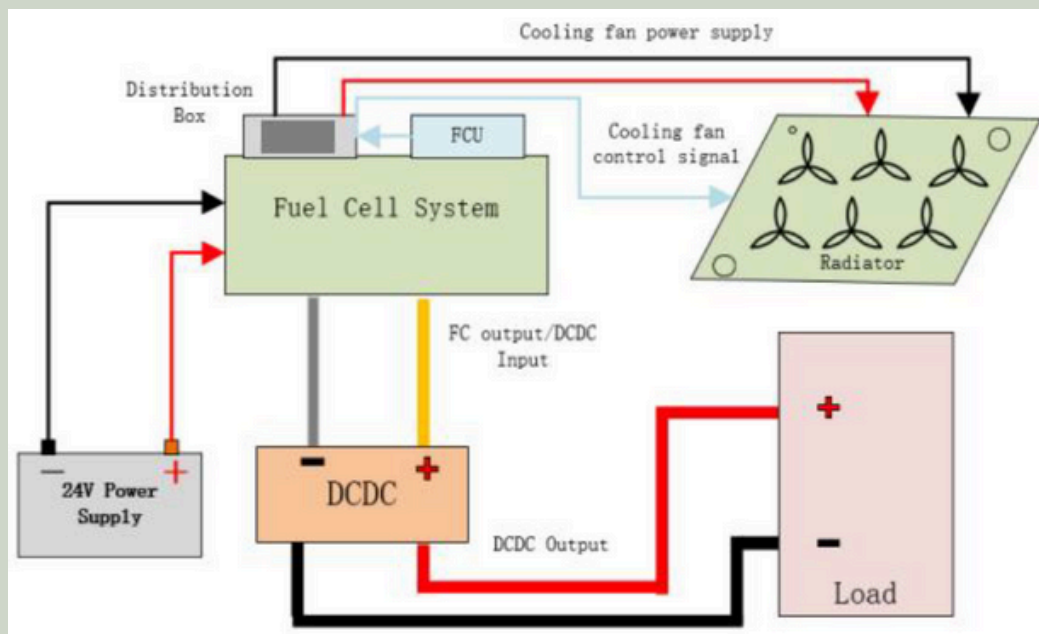 Cooling fan power supply
Distribution
Box
FCU
Cooling fan
control signal
Fuel Cell System
Radiator
FC output/DCDC
Input
24V Power
Supply
DCDC
DCDC Output
Load